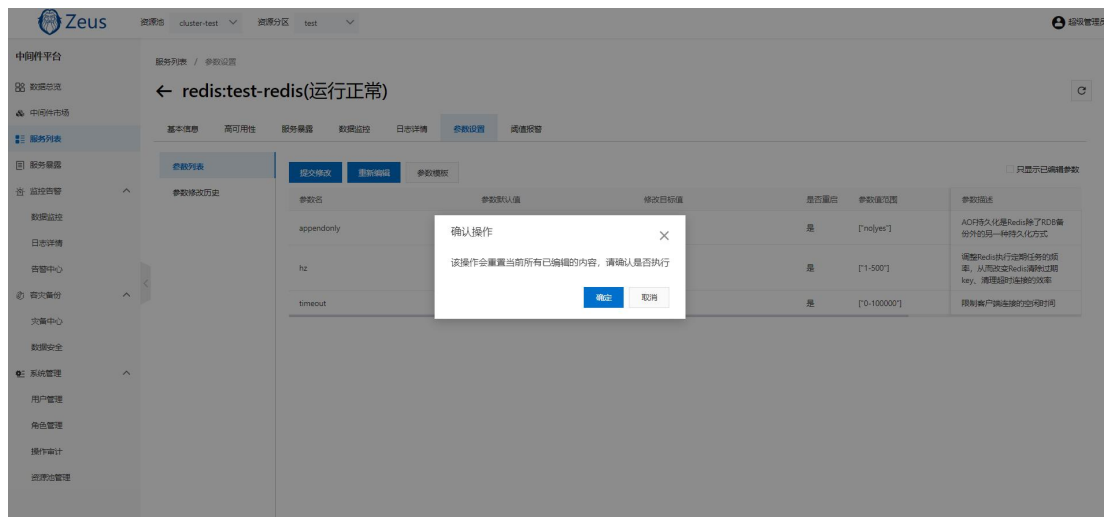 Zeus
资源池 cluster-test 资源分区 test 超级管理员
中间件平台
服务列表 / 参数设置
数据总览
← redis:test-redis(运行正常)
中间件市场
服务列表
基本信息 高可用性 服务暴露 数据监控 日志详情 参数设置 阈值报警
服务暴露
参数列表
提交修改 重新编辑 参数模板
只显示已编辑参数
监控告警
参数修改历史
参数名 参数默认值 修改目标值 是否重启 参数值范围 参数描述
数据监控
appendonly 是 ["no|yes"] AOF持久化是Redis除了RDB备
份外的另一种持久化方式
日志详情
确认操作
该操作会重置当前所有已编辑的内容，请确认是否执行
确定 取消
告警中心
hz 是 ["1-500"] 调整Redis执行定期任务的频
率，从而改变Redis清除过期
key、清理超时连接的效率
容灾备份
timeout 是 ["0-100000"] 限制客户端连接的空闲时间
灾备中心
数据安全
系统管理
用户管理
角色管理
操作审计
资源池管理